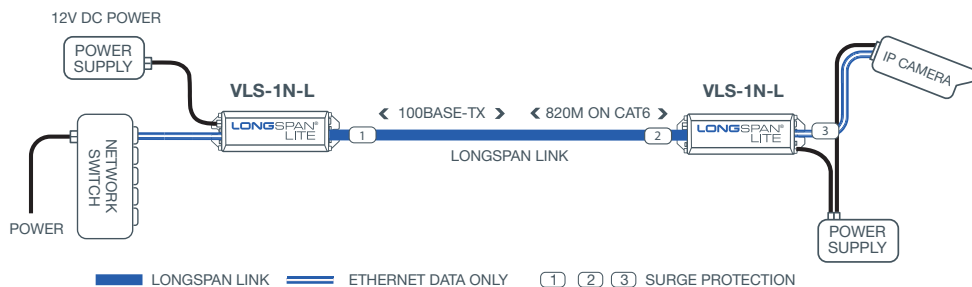 12V DC POWER
POWER
SUPPLY
VLS-1N-L
LONGSPAN®
LITE
NETWORK
SWITCH
POWER
< 100BASE-TX >
< 820M ON CAT6 >
1
2
LONGSPAN LINK
VLS-1N-L
LONGSPAN®
LITE
3
IP CAMERA
POWER
SUPPLY
LONGSPAN LINK
ETHERNET DATA ONLY
1 2 3 SURGE PROTECTION